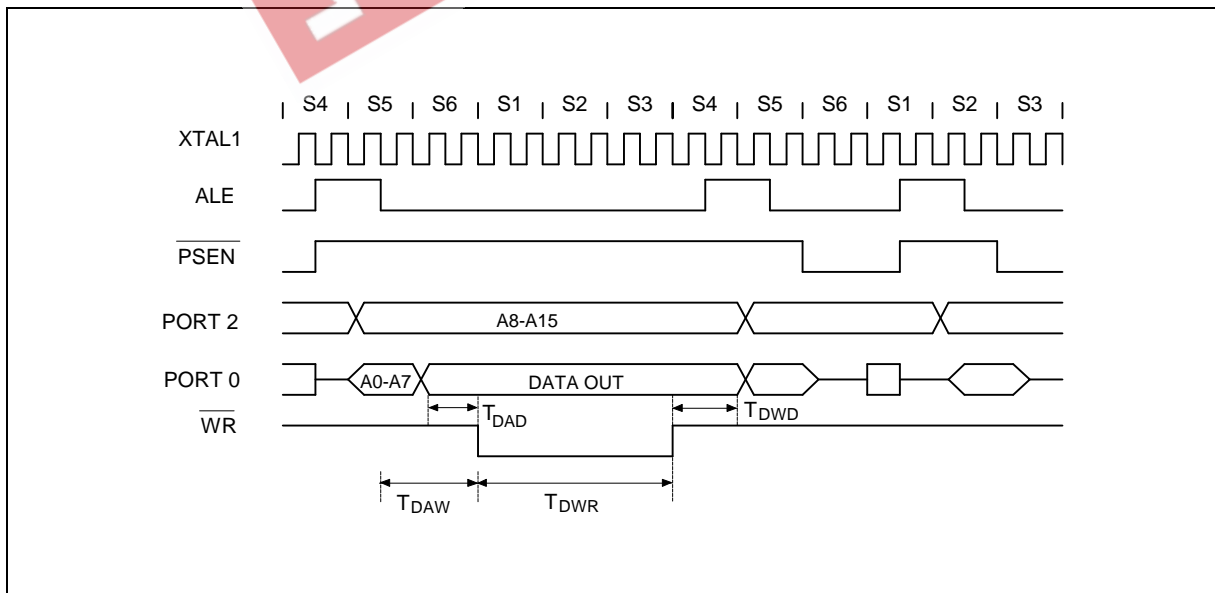 S4 S5 S6 S1 S2 S3 S4 S5 S6 S1 S2 S3
XTAL1
ALE
PSEN
PORT 2 A8-A15
PORT 0 A0-A7 DATA OUT
WR TDAD TDWD
TDAW TDWR